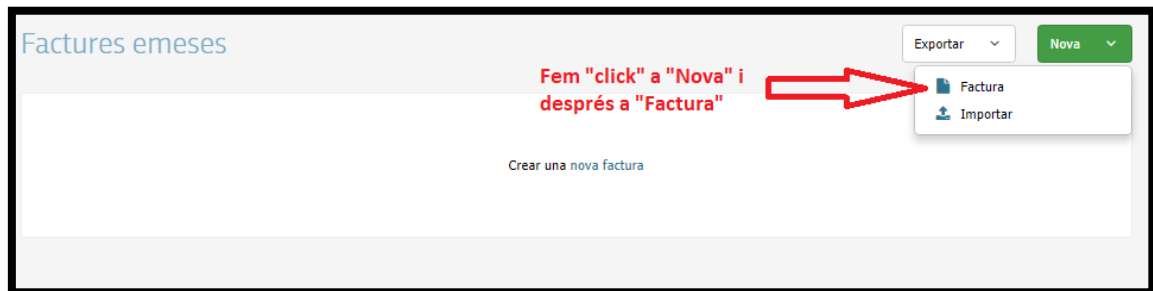 Factures emeses
Exportar
Nova
Fem "click" a "Nova" i
després a "Factura"
Factura
Importar
Crear una nova factura